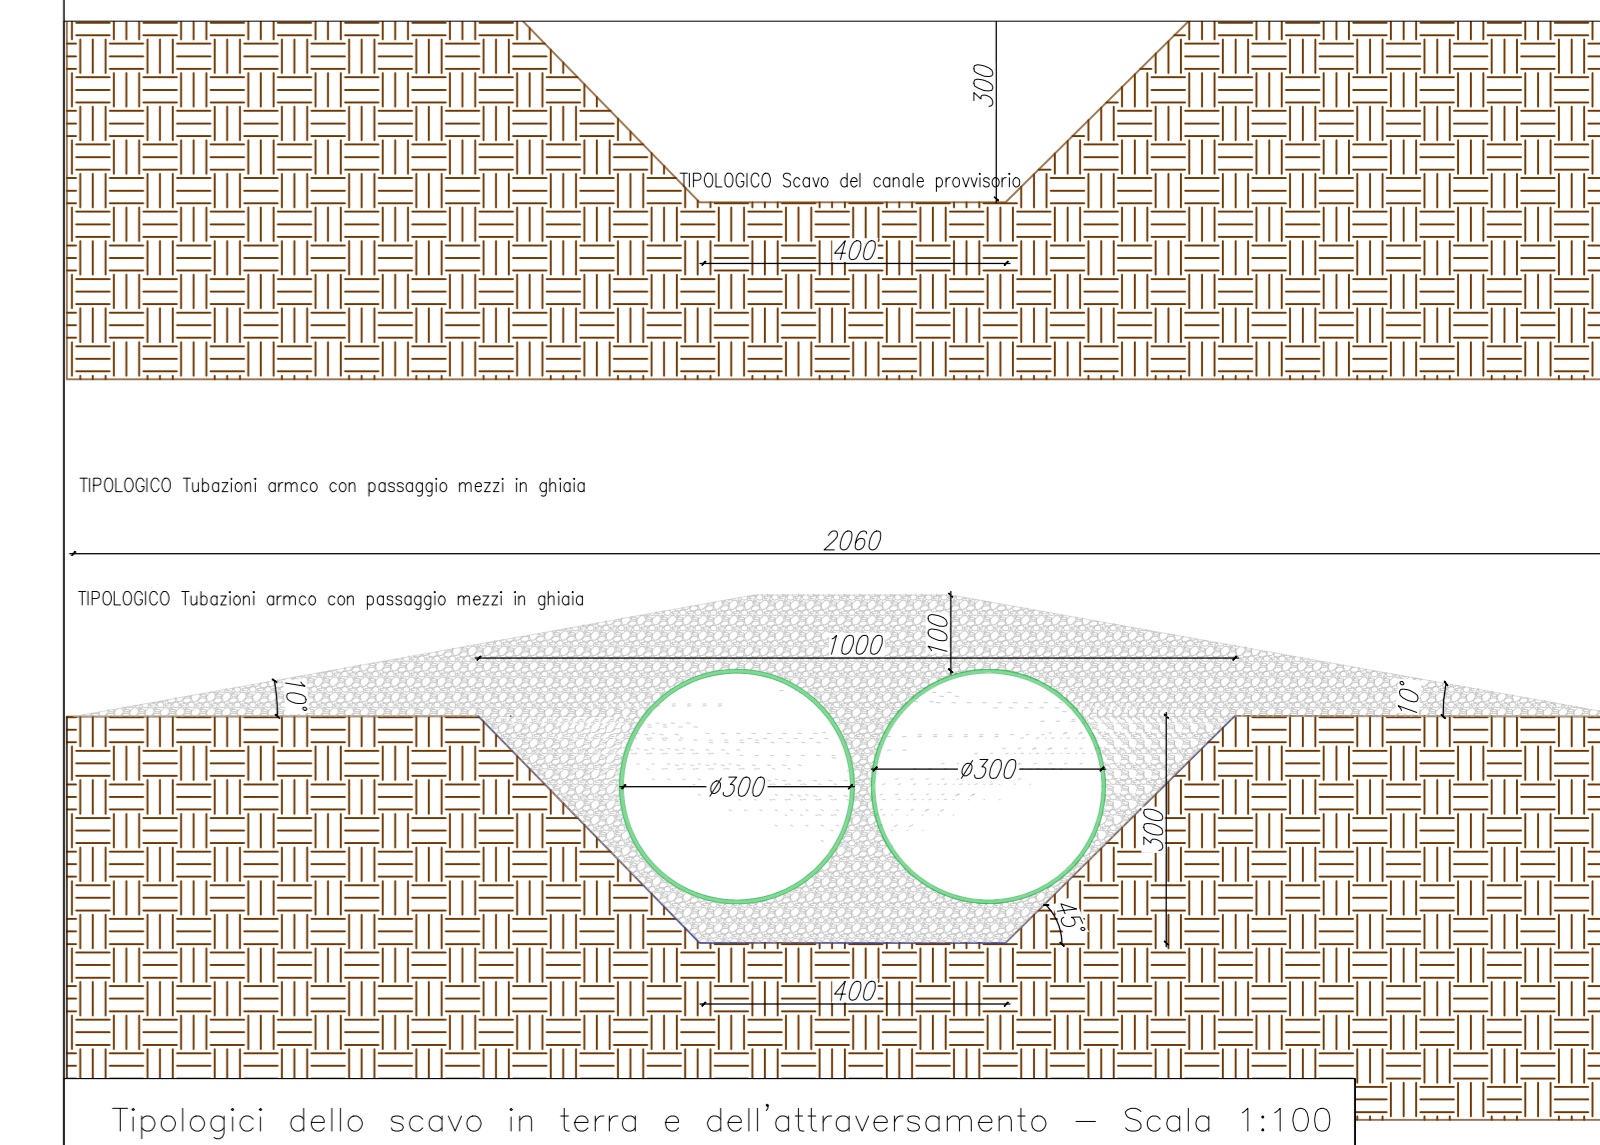 300
TIPOLOGICO Scavo del canale provvisorio
400
TIPOLOGICO Tubazioni armco con passaggio mezzi in ghiaia
2060
TIPOLOGICO Tubazioni armco con passaggio mezzi in ghiaia
100
1000
10°
10°
ø300
ø300
300
45°
400
Tipologici dello scavo in terra e dell'attraversamento – Scala 1:100